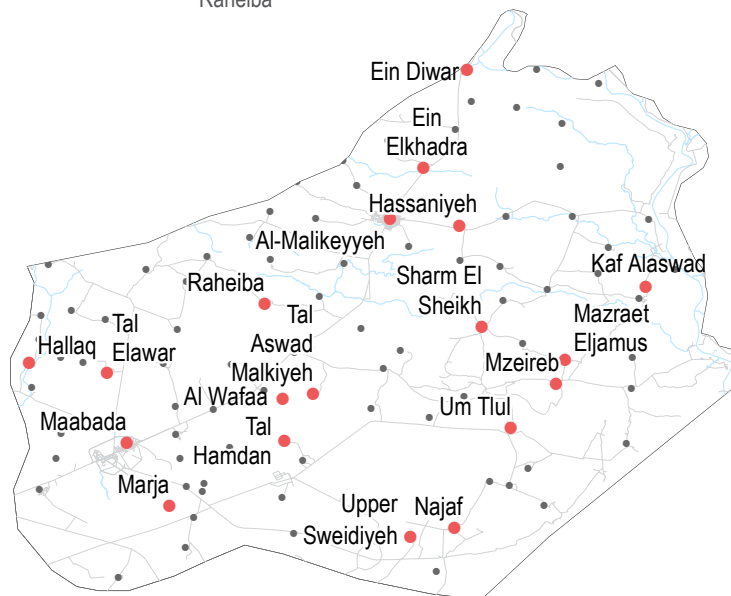 Raheiba
Ein Diwar
Ein
Elkhadra
Hassaniyeh
Al-Malikeyyeh
Sharm El
Sheikh
Kaf Alaswad
Raheiba
Tal
Aswad
Malkiyeh
Mazraet
Eljamus
Tal
Elawar
Hallaq
Mzeireb
Al Wafaa
Um Tlul
Maabada
Tal
Hamdan
Marja
Upper
Sweidiyeh
Najaf